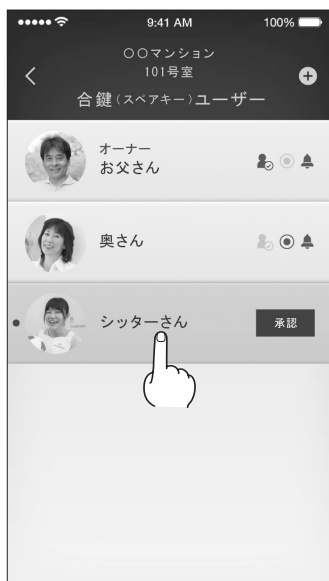 9:41 AM
100%
〇〇マンション
101号室
合鍵(スペアキー)ユーザー
オーナー
お父さん
奥さん
シッターさん
承認